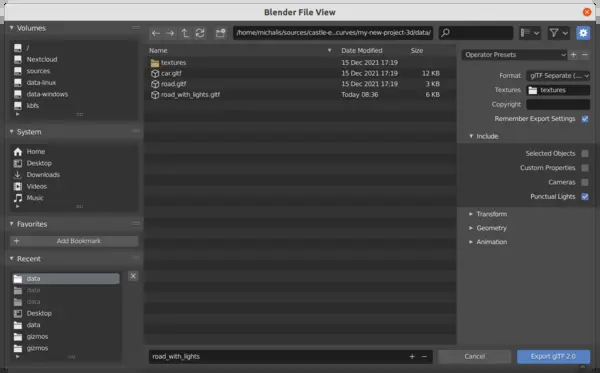 Blender File View
Volumes
/
Nextcloud
sources
data-linux
data-windows
kbfs
System
Home
Desktop
Downloads
Videos
Music
Favorites
Add Bookmark
Recent
data
data
data
Desktop
data
gizmos
gizmos
/home/michalis/sources/castle-e..curves/my-new-project-3d/data/
Name Date Modified Size
textures 15 Dec 2021 17:19
car.gltf 15 Dec 2021 17:19 12 KB
road.gltf 15 Dec 2021 17:19 3 KB
road_with_lights.gltf Today 08:36 6 KB
Operator Presets
Format glTF Separate (...
Textures textures
Copyright
Remember Export Settings
Include
Selected Objects
Custom Properties
Cameras
Punctual Lights
Transform
Geometry
Animation
road_with_lights
Cancel
Export glTF 2.0